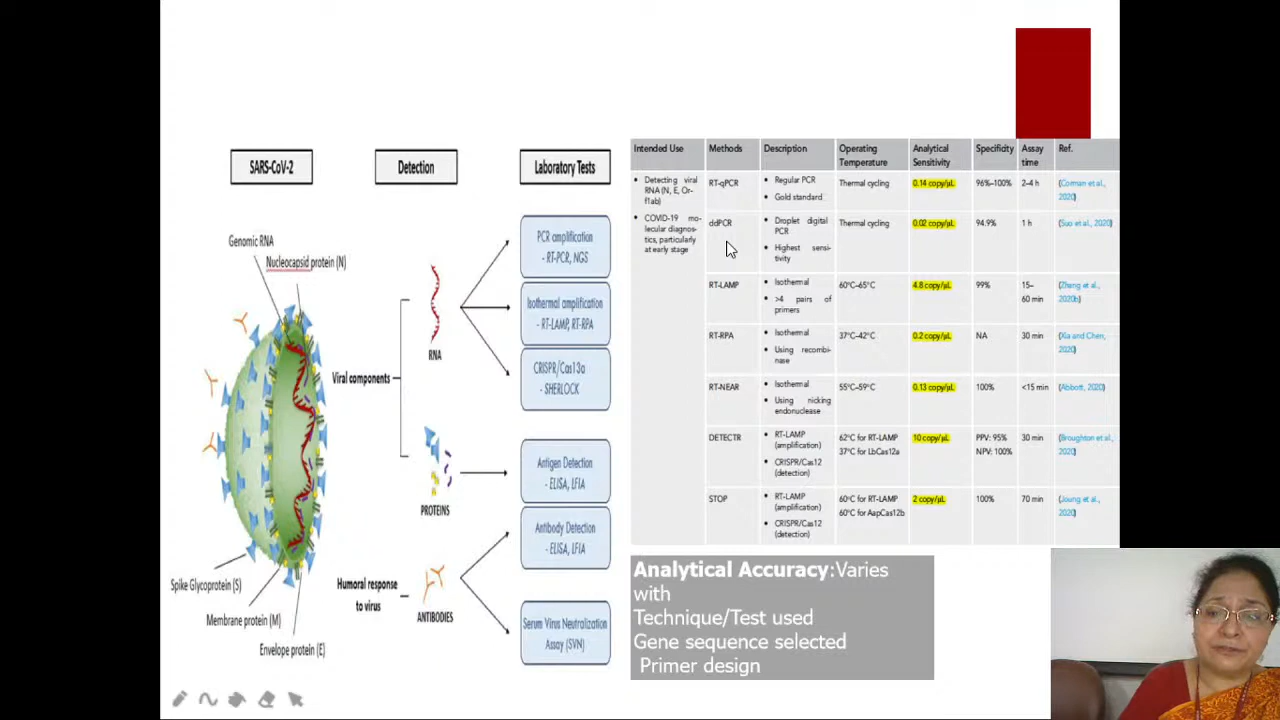 SARS-CoV-2
Detection
Laboratory Tests
Genomic RNA
Nucleocapsid protein (N)
Spike Glycoprotein (S)
Membrane protein (M)
Envelope protein (E)
Viral components
Humoral response
to virus
RNA
PROTEINS
ANTIBODIES
PCR amplification
- RT-PCR, NGS
Isothermal amplification
- RT-LAMP, RT-RPA
CRISPR/Cas13a
- SHERLOCK
Antigen Detection
- ELISA, LFIA
Antibody Detection
- ELISA, LFIA
Serum Virus Neutralization
Assay (SVN)
Intended Use Methods Description Operating Temperature Analytical Sensitivity Specificity Assay time Ref.
• Detecting viral
RNA (N, E, Or-
f1ab)
• COVID-19 mo-
lecular diagnos-
tics, particularly
at early stage
RT-qPCR • Regular PCR • Gold standard Thermal cycling 0.14 copy/μL 96%–100% 2–4 h (Corman et al., 2020)
ddPCR • Droplet digital PCR • Highest sensi-tivity Thermal cycling 0.02 copy/μL 94.9% 1 h (Suo et al., 2020)
RT-LAMP • Isothermal • >4 pairs of primers 60°C–65°C 4.8 copy/μL 99% 15–60 min (Zhang et al., 2020b)
RT-RPA • Isothermal • Using recombi-nase 37°C–42°C 0.2 copy/μL NA 30 min (Xia and Chen, 2020)
RT-NEAR • Isothermal • Using nicking endonuclease 55°C–59°C 0.13 copy/μL 100% <15 min (Abbott, 2020)
DETECTR • RT-LAMP (amplification) • CRISPR/Cas12 (detection) 62°C for RT-LAMP 37°C for LbCas12a 10 copy/μL PPV: 95% NPV: 100% 30 min (Broughton et al., 2020)
STOP • RT-LAMP (amplification) • CRISPR/Cas12 (detection) 60°C for RT-LAMP 60°C for AapCas12b 2 copy/μL 100% 70 min (Joung et al., 2020)
Analytical Accuracy:Varies
with
Technique/Test used
Gene sequence selected
Primer design